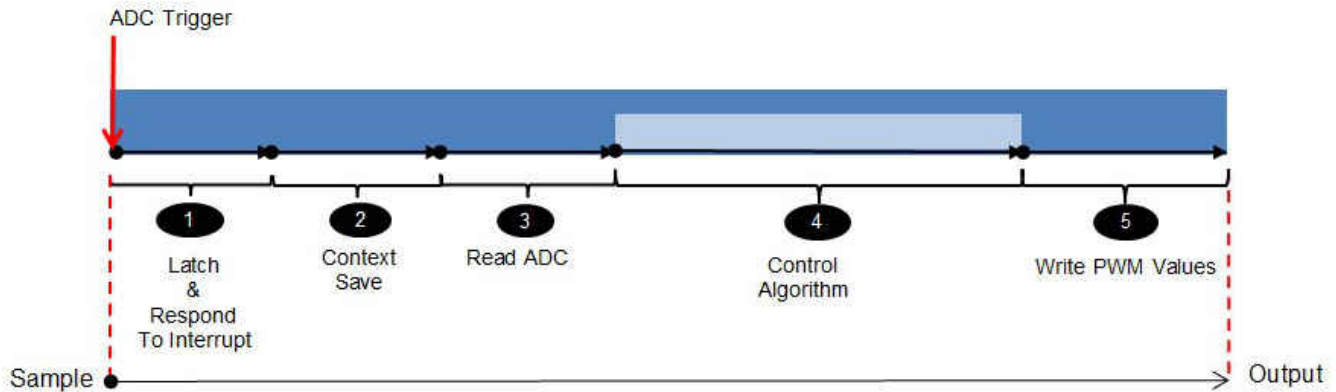 ADC Trigger
1
2
3
4
5
Latch
&
Respond
To Interrupt
Context
Save
Read ADC
Control
Algorithm
Write PWM Values
Sample
Output